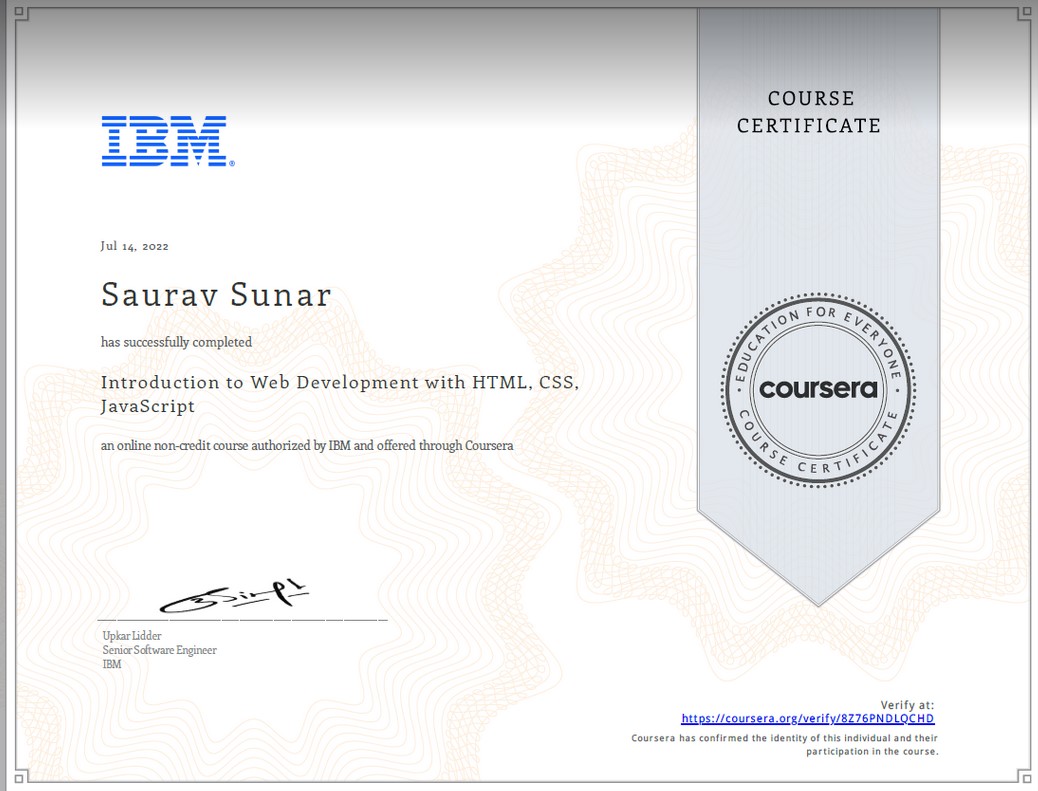 COURSE
CERTIFICATE
IBM®
Jul 14, 2022
Saurav Sunar
has successfully completed
Introduction to Web Development with HTML, CSS,
JavaScript
an online non-credit course authorized by IBM and offered through Coursera
EDUCATION FOR EVERYONE
coursera
COURSE CERTIFICATE
Upkar Lidder
Senior Software Engineer
IBM
Verify at:
https://coursera.org/verify/8Z76PNDLQCHD
Coursera has confirmed the identity of this individual and their
participation in the course.